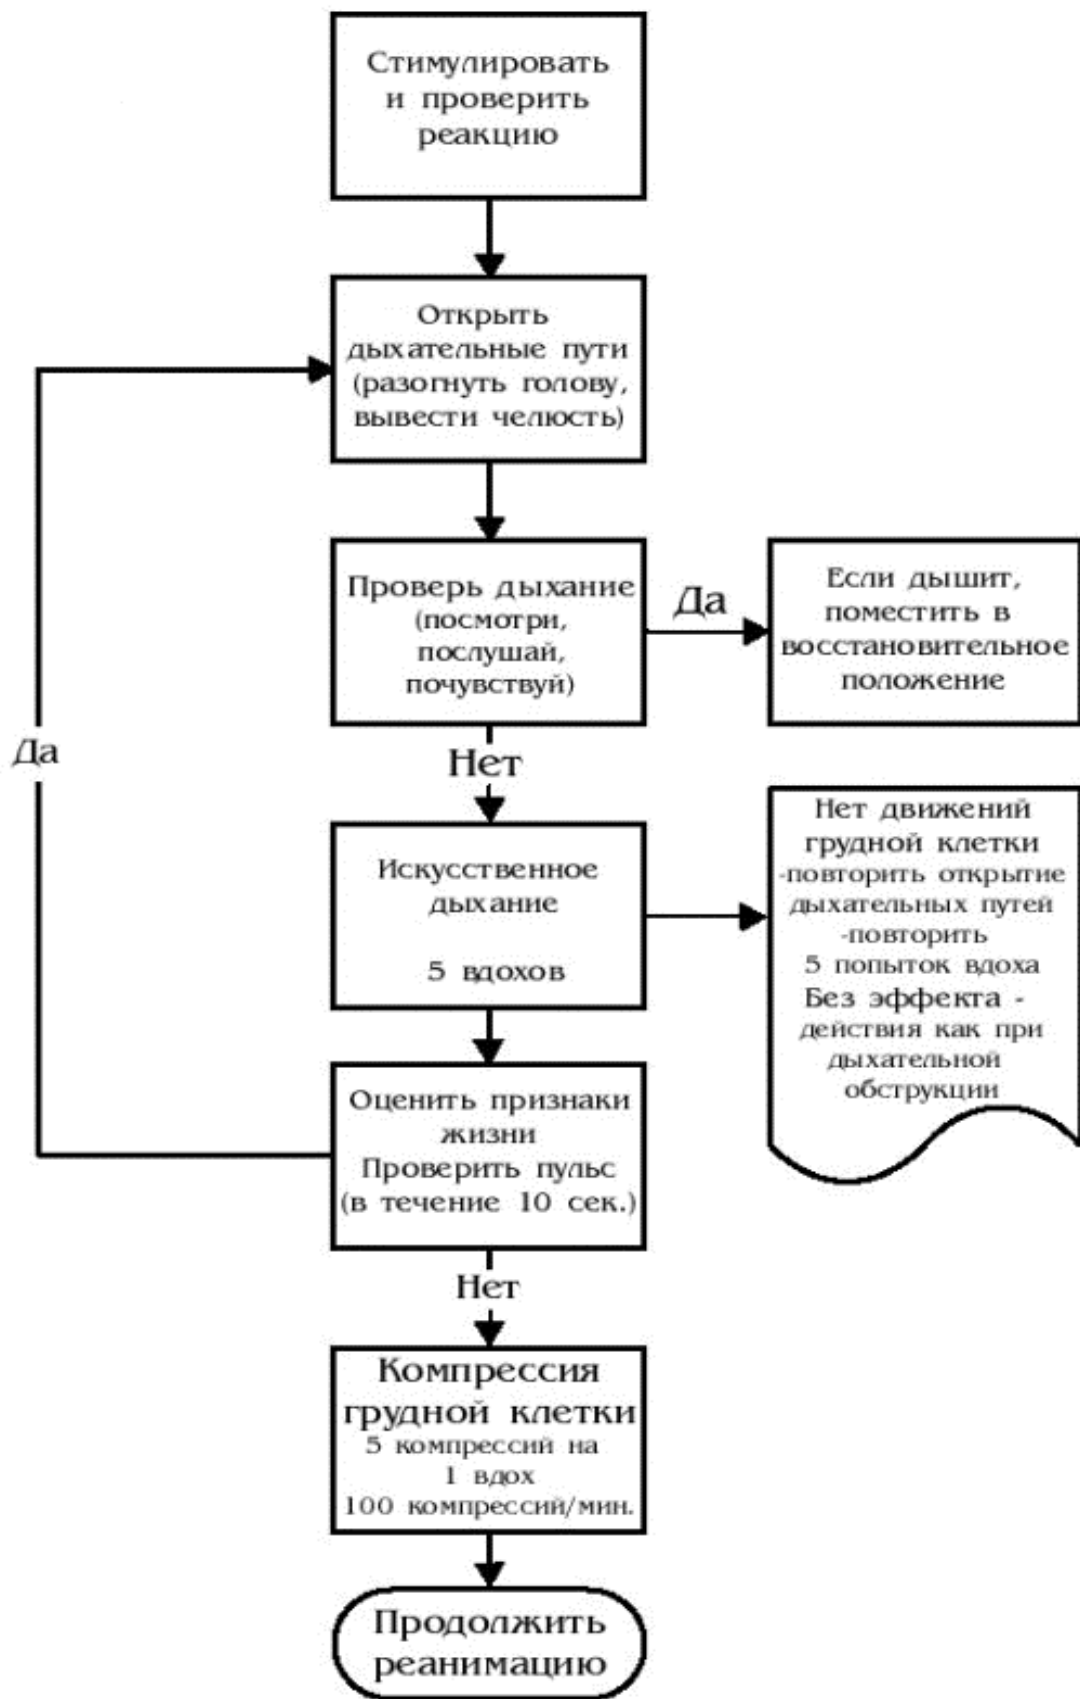 Стимулировать
и проверить
реакцию
Открыть
дыхательные пути
(разогнуть голову,
вывести челюсть)
Проверь дыхание
(посмотри,
послушай,
почувствуй)
Да
Если дышит,
поместить в
восстановительное
положение
Да
Нет
Искусственное
дыхание
5 вдохов
Нет движений
грудной клетки
-повторить открытие
дыхательных путей
-повторить
5 попыток вдоха
Без эффекта -
действия как при
дыхательной
обструкции
Оценить признаки
жизни
Проверить пульс
(в течение 10 сек.)
Нет
Компрессия
грудной клетки
5 компрессий на
1 вдох
100 компрессий/мин.
Продолжить
реанимацию